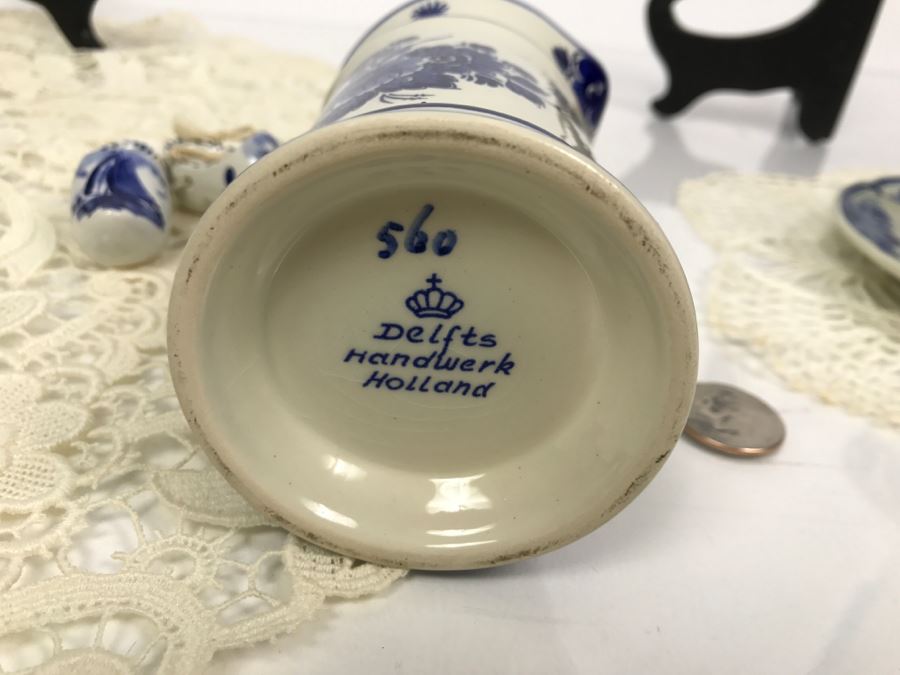 560
Delfts
Handwerk
Holland